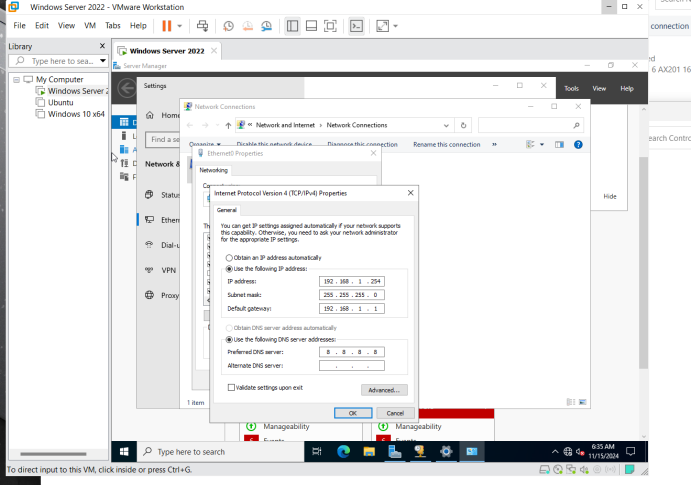 Windows Server 2022 - VMware Workstation
File Edit View VM Tabs Help
connection
Library X
Windows Server 2022
Type here to sea...
Server Manager
6 AX201 16
My Computer
Windows Server 2
Ubuntu
Windows 10 x64
Settings
Tools View Help
Network Connections
Home
Network and Internet Network Connections
Find a se
Organize Disable this network device Diagnose this connection Rename this connection »
Ethernet0 Properties
Networking
Network &
Internet Protocol Version 4 (TCP/IPv4) Properties
Status
Hide
General
Ethern
You can get IP settings assigned automatically if your network supports
this capability. Otherwise, you need to ask your network administrator
for the appropriate IP settings.
Dial-u
Obtain an IP address automatically
VPN
Use the following IP address:
IP address: 192 . 168 . 1 . 254
Proxy
Subnet mask: 255 . 255 . 255 . 0
Default gateway: 192 . 168 . 1 . 1
Obtain DNS server address automatically
Use the following DNS server addresses:
Preferred DNS server: 8 . 8 . 8 . 8
Alternate DNS server: . . .
Validate settings upon exit
Advanced...
1 item
OK Cancel
Manageability Manageability
Events Events
Type here to search
6:35 AM
11/15/2024
To direct input to this VM, click inside or press Ctrl+G.